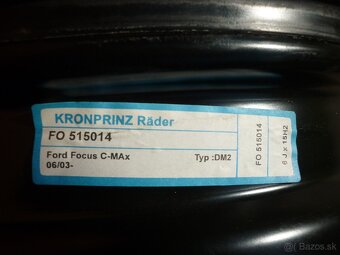 KRONPRINZ Räder
FO 515014
Ford Focus C-MAx Typ :DM2
06/03-
FO 515014
6 J x 15H2
bazos.sk